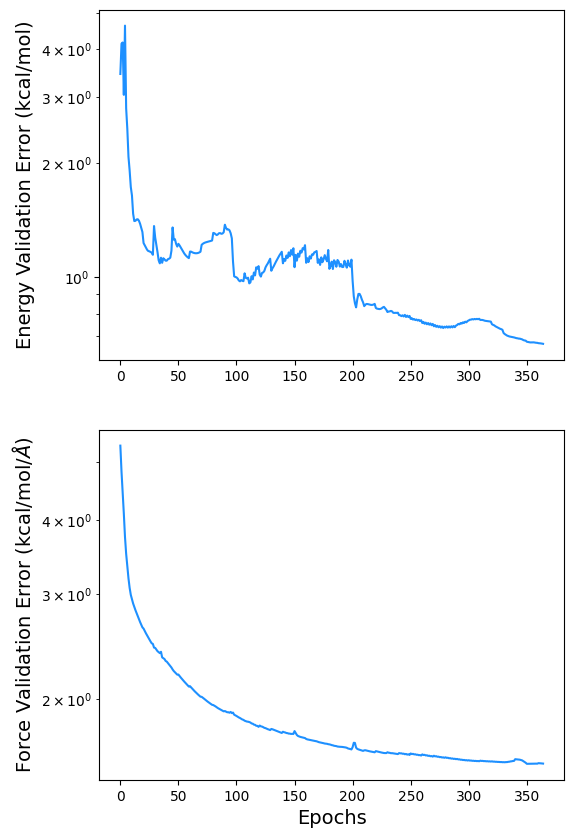 Energy Validation Error (kcal/mol)
4 × 10⁰
3 × 10⁰
2 × 10⁰
10⁰
0 50 100 150 200 250 300 350
Force Validation Error (kcal/mol/Å)
4 × 10⁰
3 × 10⁰
2 × 10⁰
0 50 100 150 200 250 300 350
Epochs